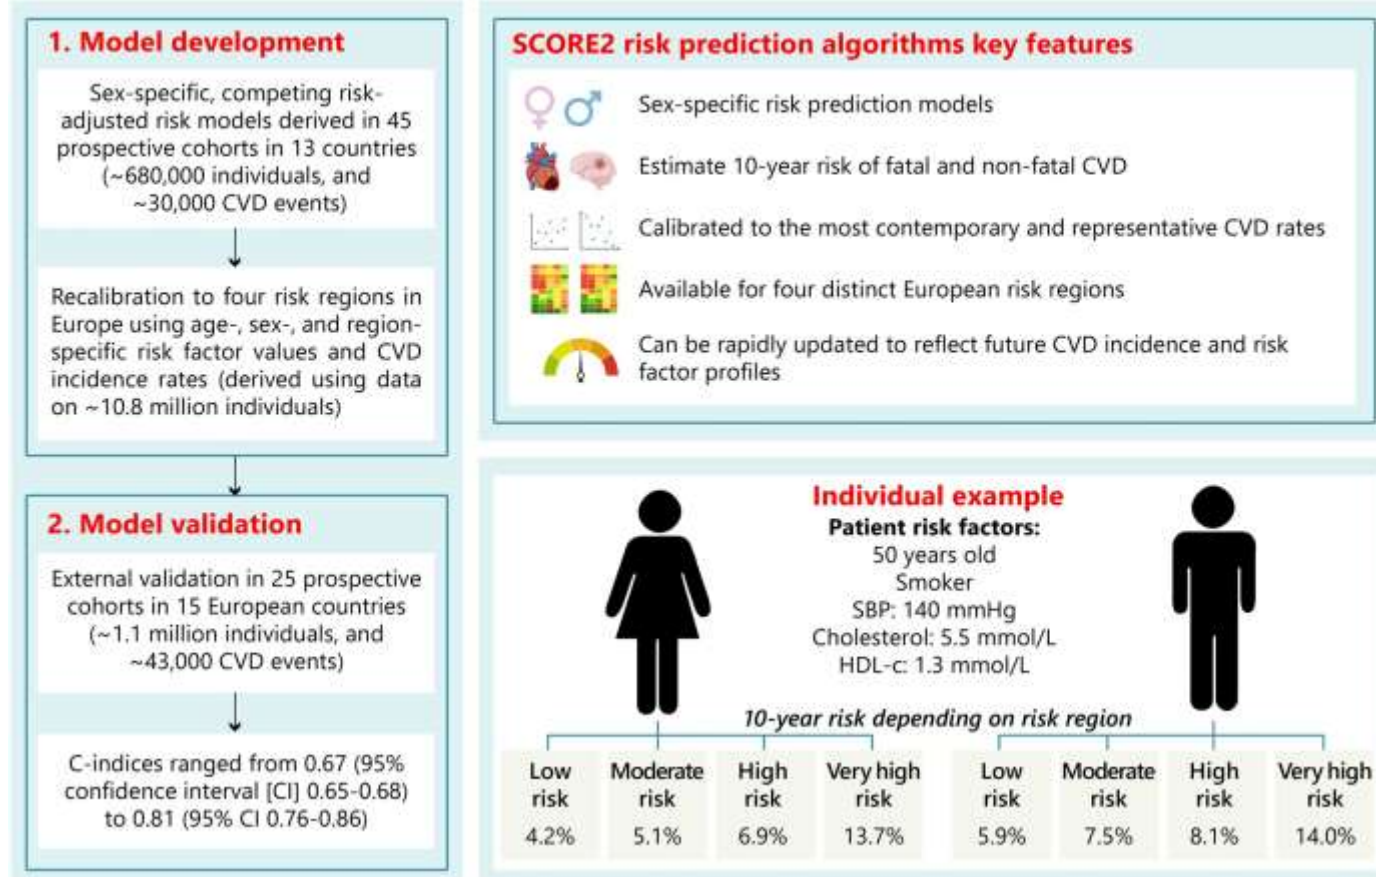 1. Model development
Sex-specific, competing risk-
adjusted risk models derived in 45
prospective cohorts in 13 countries
(~680,000 individuals, and
~30,000 CVD events)
Recalibration to four risk regions in
Europe using age-, sex-, and region-
specific risk factor values and CVD
incidence rates (derived using data
on ~10.8 million individuals)
2. Model validation
External validation in 25 prospective
cohorts in 15 European countries
(~1.1 million individuals, and
~43,000 CVD events)
C-indices ranged from 0.67 (95%
confidence interval [CI] 0.65-0.68)
to 0.81 (95% CI 0.76-0.86)
SCORE2 risk prediction algorithms key features
Sex-specific risk prediction models
Estimate 10-year risk of fatal and non-fatal CVD
Calibrated to the most contemporary and representative CVD rates
Available for four distinct European risk regions
Can be rapidly updated to reflect future CVD incidence and risk
factor profiles
Individual example
Patient risk factors:
50 years old
Smoker
SBP: 140 mmHg
Cholesterol: 5.5 mmol/L
HDL-c: 1.3 mmol/L
10-year risk depending on risk region
Low Moderate High Very high Low Moderate High Very high
risk risk risk risk risk risk risk risk
4.2% 5.1% 6.9% 13.7% 5.9% 7.5% 8.1% 14.0%